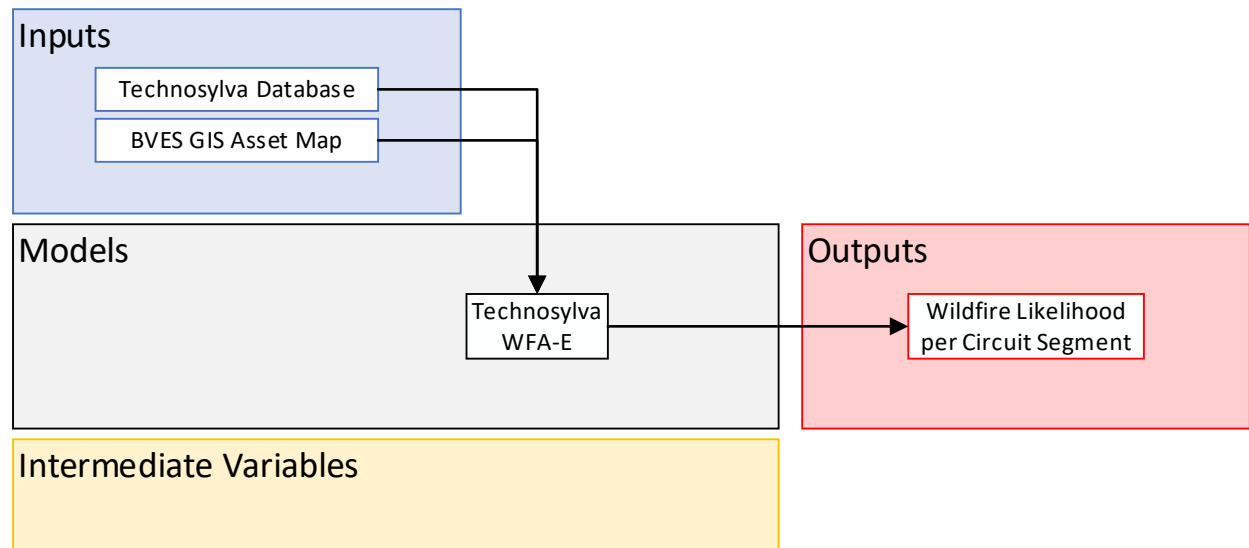 Inputs
Technosylva Database
BVES GIS Asset Map
Models
Technosylva
WFA-E
Outputs
Wildfire Likelihood
per Circuit Segment
Intermediate Variables